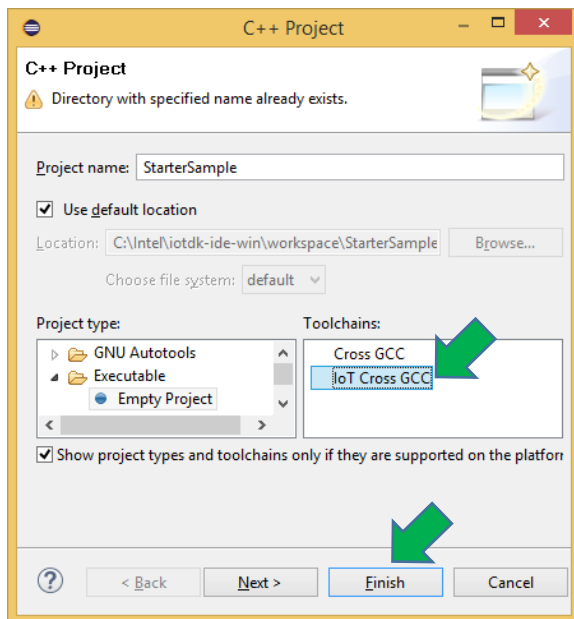 C++ Project
C++ Project
Directory with specified name already exists.
Project name: StarterSample
Use default location
Location: C:\Intel\iotdk-ide-win\workspace\StarterSample Browse...
Choose file system: default
Project type: Toolchains:
GNU Autotools Cross GCC
Executable IoT Cross GCC
Empty Project
Show project types and toolchains only if they are supported on the platfor
? < Back Next > Finish Cancel